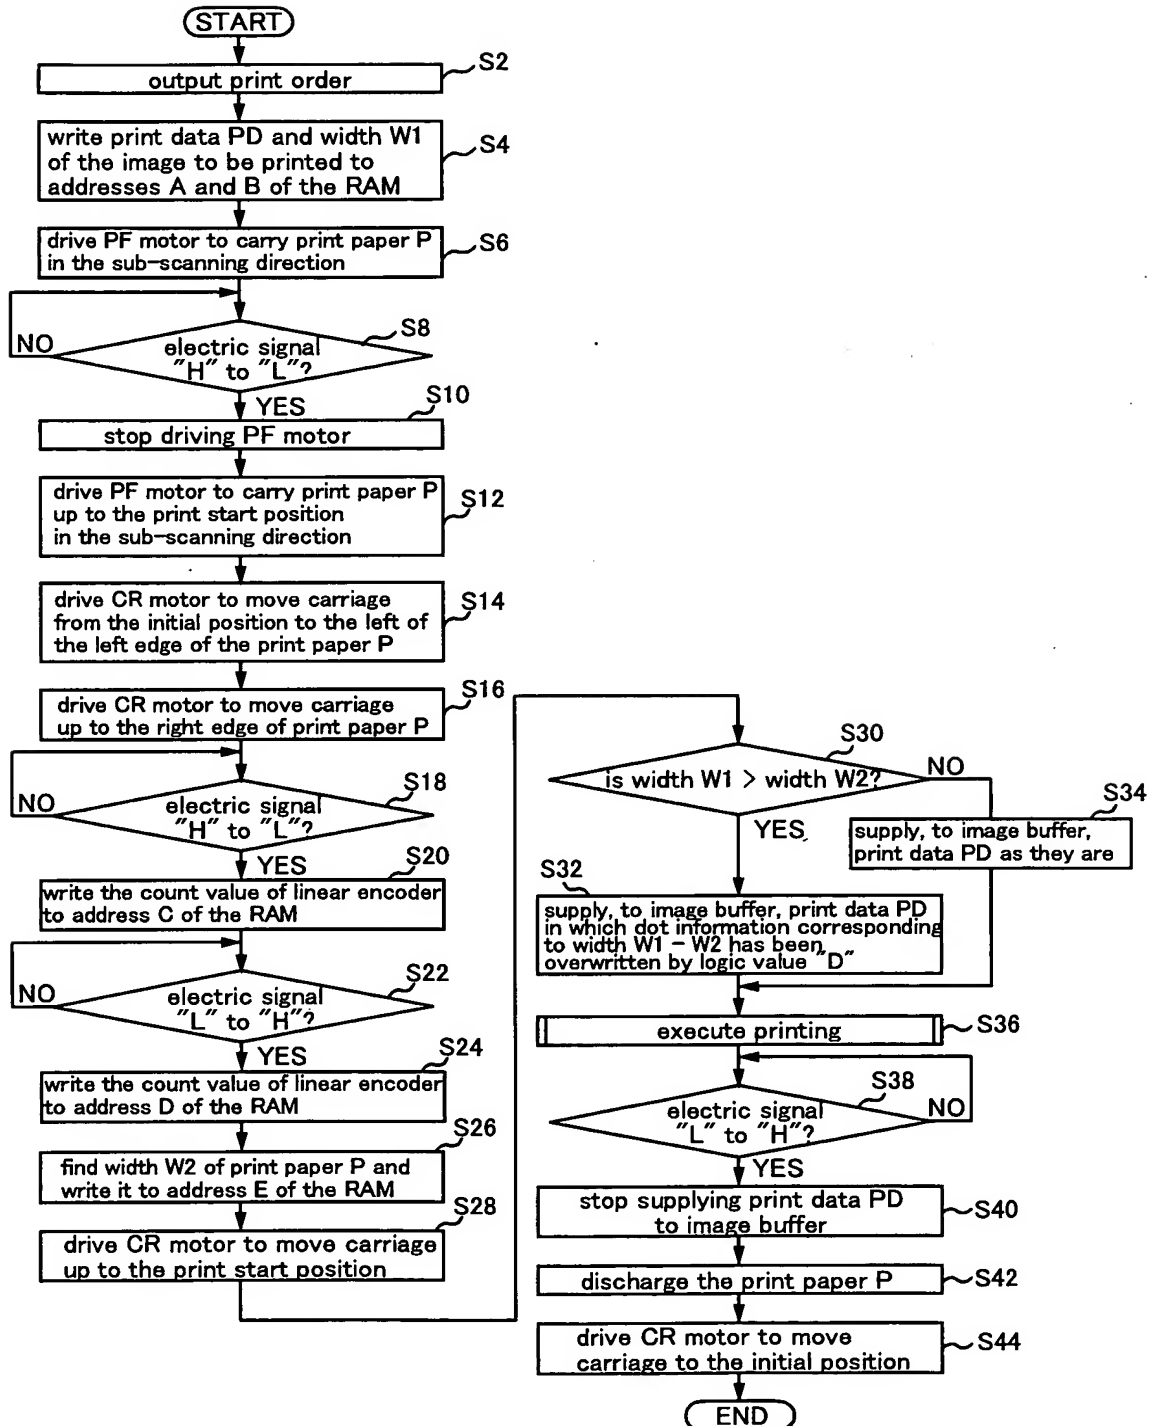 START
S2
output print order
S4
write print data PD and width W1
of the image to be printed to
addresses A and B of the RAM
S6
drive PF motor to carry print paper P
in the sub-scanning direction
S8
NO
electric signal
"H" to "L"?
YES
S10
stop driving PF motor
S12
drive PF motor to carry print paper P
up to the print start position
in the sub-scanning direction
S14
drive CR motor to move carriage
from the initial position to the left of
the left edge of the print paper P
S16
drive CR motor to move carriage
up to the right edge of print paper P
S18
NO
electric signal
"H" to "L"?
YES
S20
write the count value of linear encoder
to address C of the RAM
S22
NO
electric signal
"L" to "H"?
YES
S24
write the count value of linear encoder
to address D of the RAM
S26
find width W2 of print paper P and
write it to address E of the RAM
S28
drive CR motor to move carriage
up to the print start position
S30
is width W1 > width W2?
NO
YES
S34
supply, to image buffer,
print data PD as they are
S32
supply, to image buffer, print data PD
in which dot information corresponding
to width W1 - W2 has been
overwritten by logic value "D"
execute printing
S36
S38
electric signal
"L" to "H"?
NO
YES
stop supplying print data PD
to image buffer
S40
discharge the print paper P
S42
drive CR motor to move
carriage to the initial position
S44
END